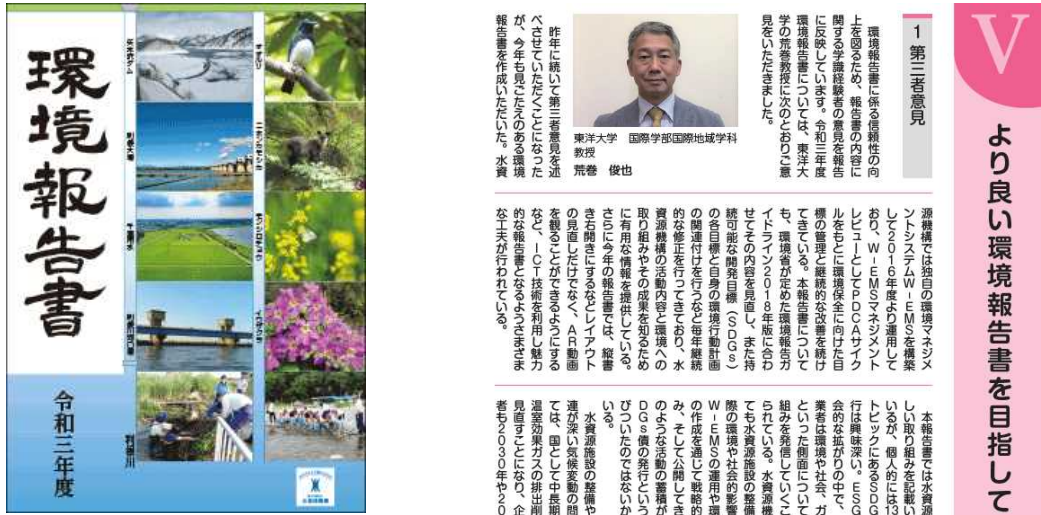 環境報告書
令和三年度
Ⅴ
より良い環境報告書を目指して
1 第三者意見
環境報告書に係る信頼性の向
上を図るため、報告書の内容に
関する学識経験者の意見を報告
に反映しています。令和三年度
環境報告書については、東洋大
学の荒巻教授に次のとおりご意
見をいただきました。
東洋大学 国際学部国際地域学科
教授
荒巻 俊也
昨年に続いて第三者意見を述
べさせていただくことになった
が、今年も見ごたえのある環境
報告書を作成いただいた。水資
源機構では独自の環境マネジメ
ントシステムW-EMSを構築
して2016年度より運用して
おり、W-EMSマネジメント
レビューとしてPDCAサイク
ルをもとに環境保全に向けた目
標の管理と継続的な改善を続け
てきている。本報告書について
も、環境省が定めた環境報告ガ
イドライン2018年版に合わ
せてその内容を見直し、また持
続可能な開発目標（SDGs）
の各目標と自身の環境行動計画
の関連付けを行うなど毎年継続
的な修正を行ってきており、水
資源機構の活動内容と環境への
取り組みやその成果を知るため
に有用な情報を提供している。
さらに今年の報告書では、縦書
き右開きにするなどレイアウト
の見直しだけでなく、AR動画
を観ることができるようにする
など、ICT技術を利用し魅力
的な報告書となるようさまざま
な工夫が行われている。
本報告書では水資源
しい取り組みを記載い
いるが、個人的には13
トピックにあるSDG
行は興味深い。ESG
会的な拡がりの中で、
業者は環境や社会、ガ
といった側面について
組みを発信していくこ
られている。水資源機
ても水資源施設の整備
際の環境や社会的影響
W-EMSの運用や環
の作成を通じて戦略的
み、そして公開してき
のような活動の蓄積が
DGs債の発行という
びついたのではないか
いる。
水資源施設の整備や
連が深い気候変動の問
ては、国として中長期
温室効果ガスの排出削
見直すことになり、企
者も2030年や20